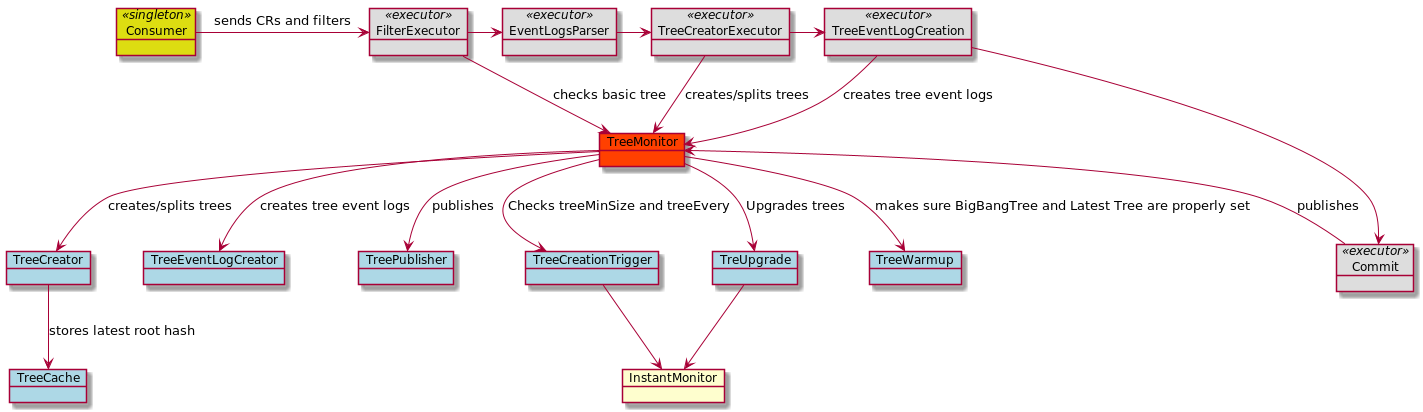 «singleton»
Consumer
sends CRs and filters
«executor»
FilterExecutor
«executor»
EventLogsParser
«executor»
TreeCreatorExecutor
«executor»
TreeEventLogCreation
checks basic tree
creates/splits trees
creates tree event logs
TreeMonitor
creates/splits trees
creates tree event logs
publishes
Checks treeMinSize and treeEvery
Upgrades trees
makes sure BigBangTree and Latest Tree are properly set
publishes
TreeCreator
TreeEventLogCreator
TreePublisher
TreeCreationTrigger
TreUpgrade
TreeWarmup
«executor»
Commit
stores latest root hash
TreeCache
InstantMonitor